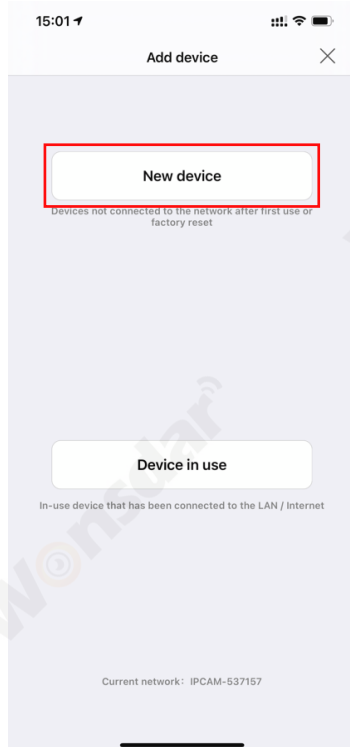 15:01
Add device
New device
Devices not connected to the network after first use or
factory reset
Device in use
In-use device that has been connected to the LAN / Internet
Wonsdar
Current network: IPCAM-537157